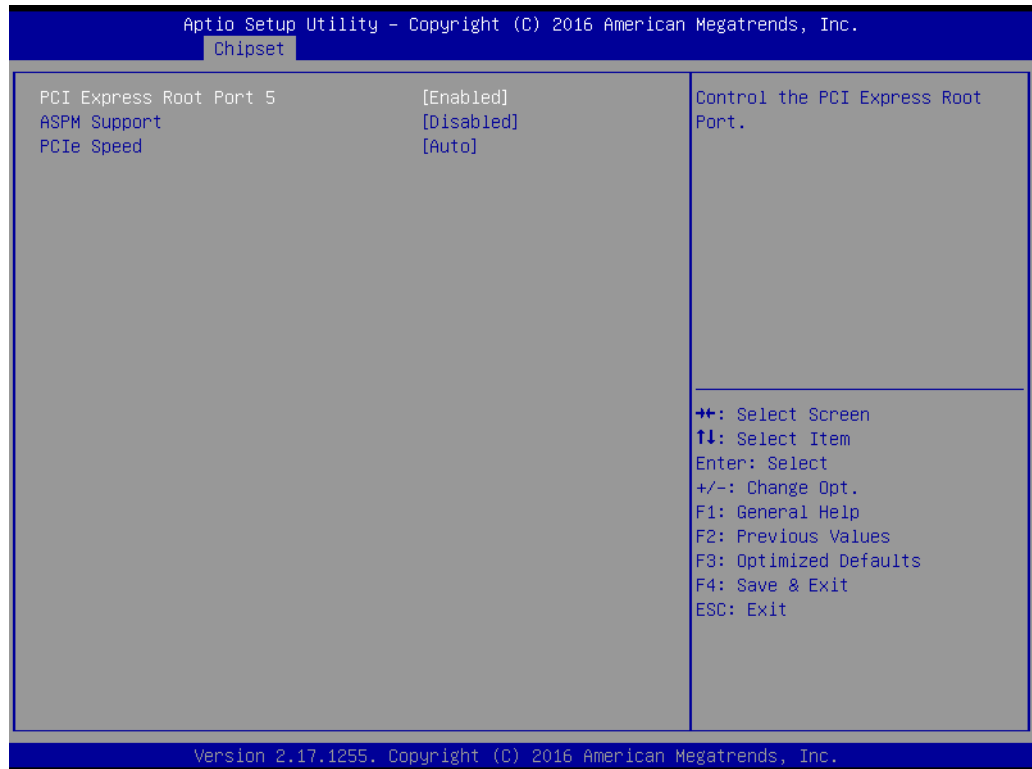 Aptio Setup Utility – Copyright (C) 2016 American Megatrends, Inc.
Chipset
PCI Express Root Port 5 [Enabled]
ASPM Support [Disabled]
PCIe Speed [Auto]
Control the PCI Express Root
Port.
→←: Select Screen
↑↓: Select Item
Enter: Select
+/-: Change Opt.
F1: General Help
F2: Previous Values
F3: Optimized Defaults
F4: Save & Exit
ESC: Exit
Version 2.17.1255. Copyright (C) 2016 American Megatrends, Inc.